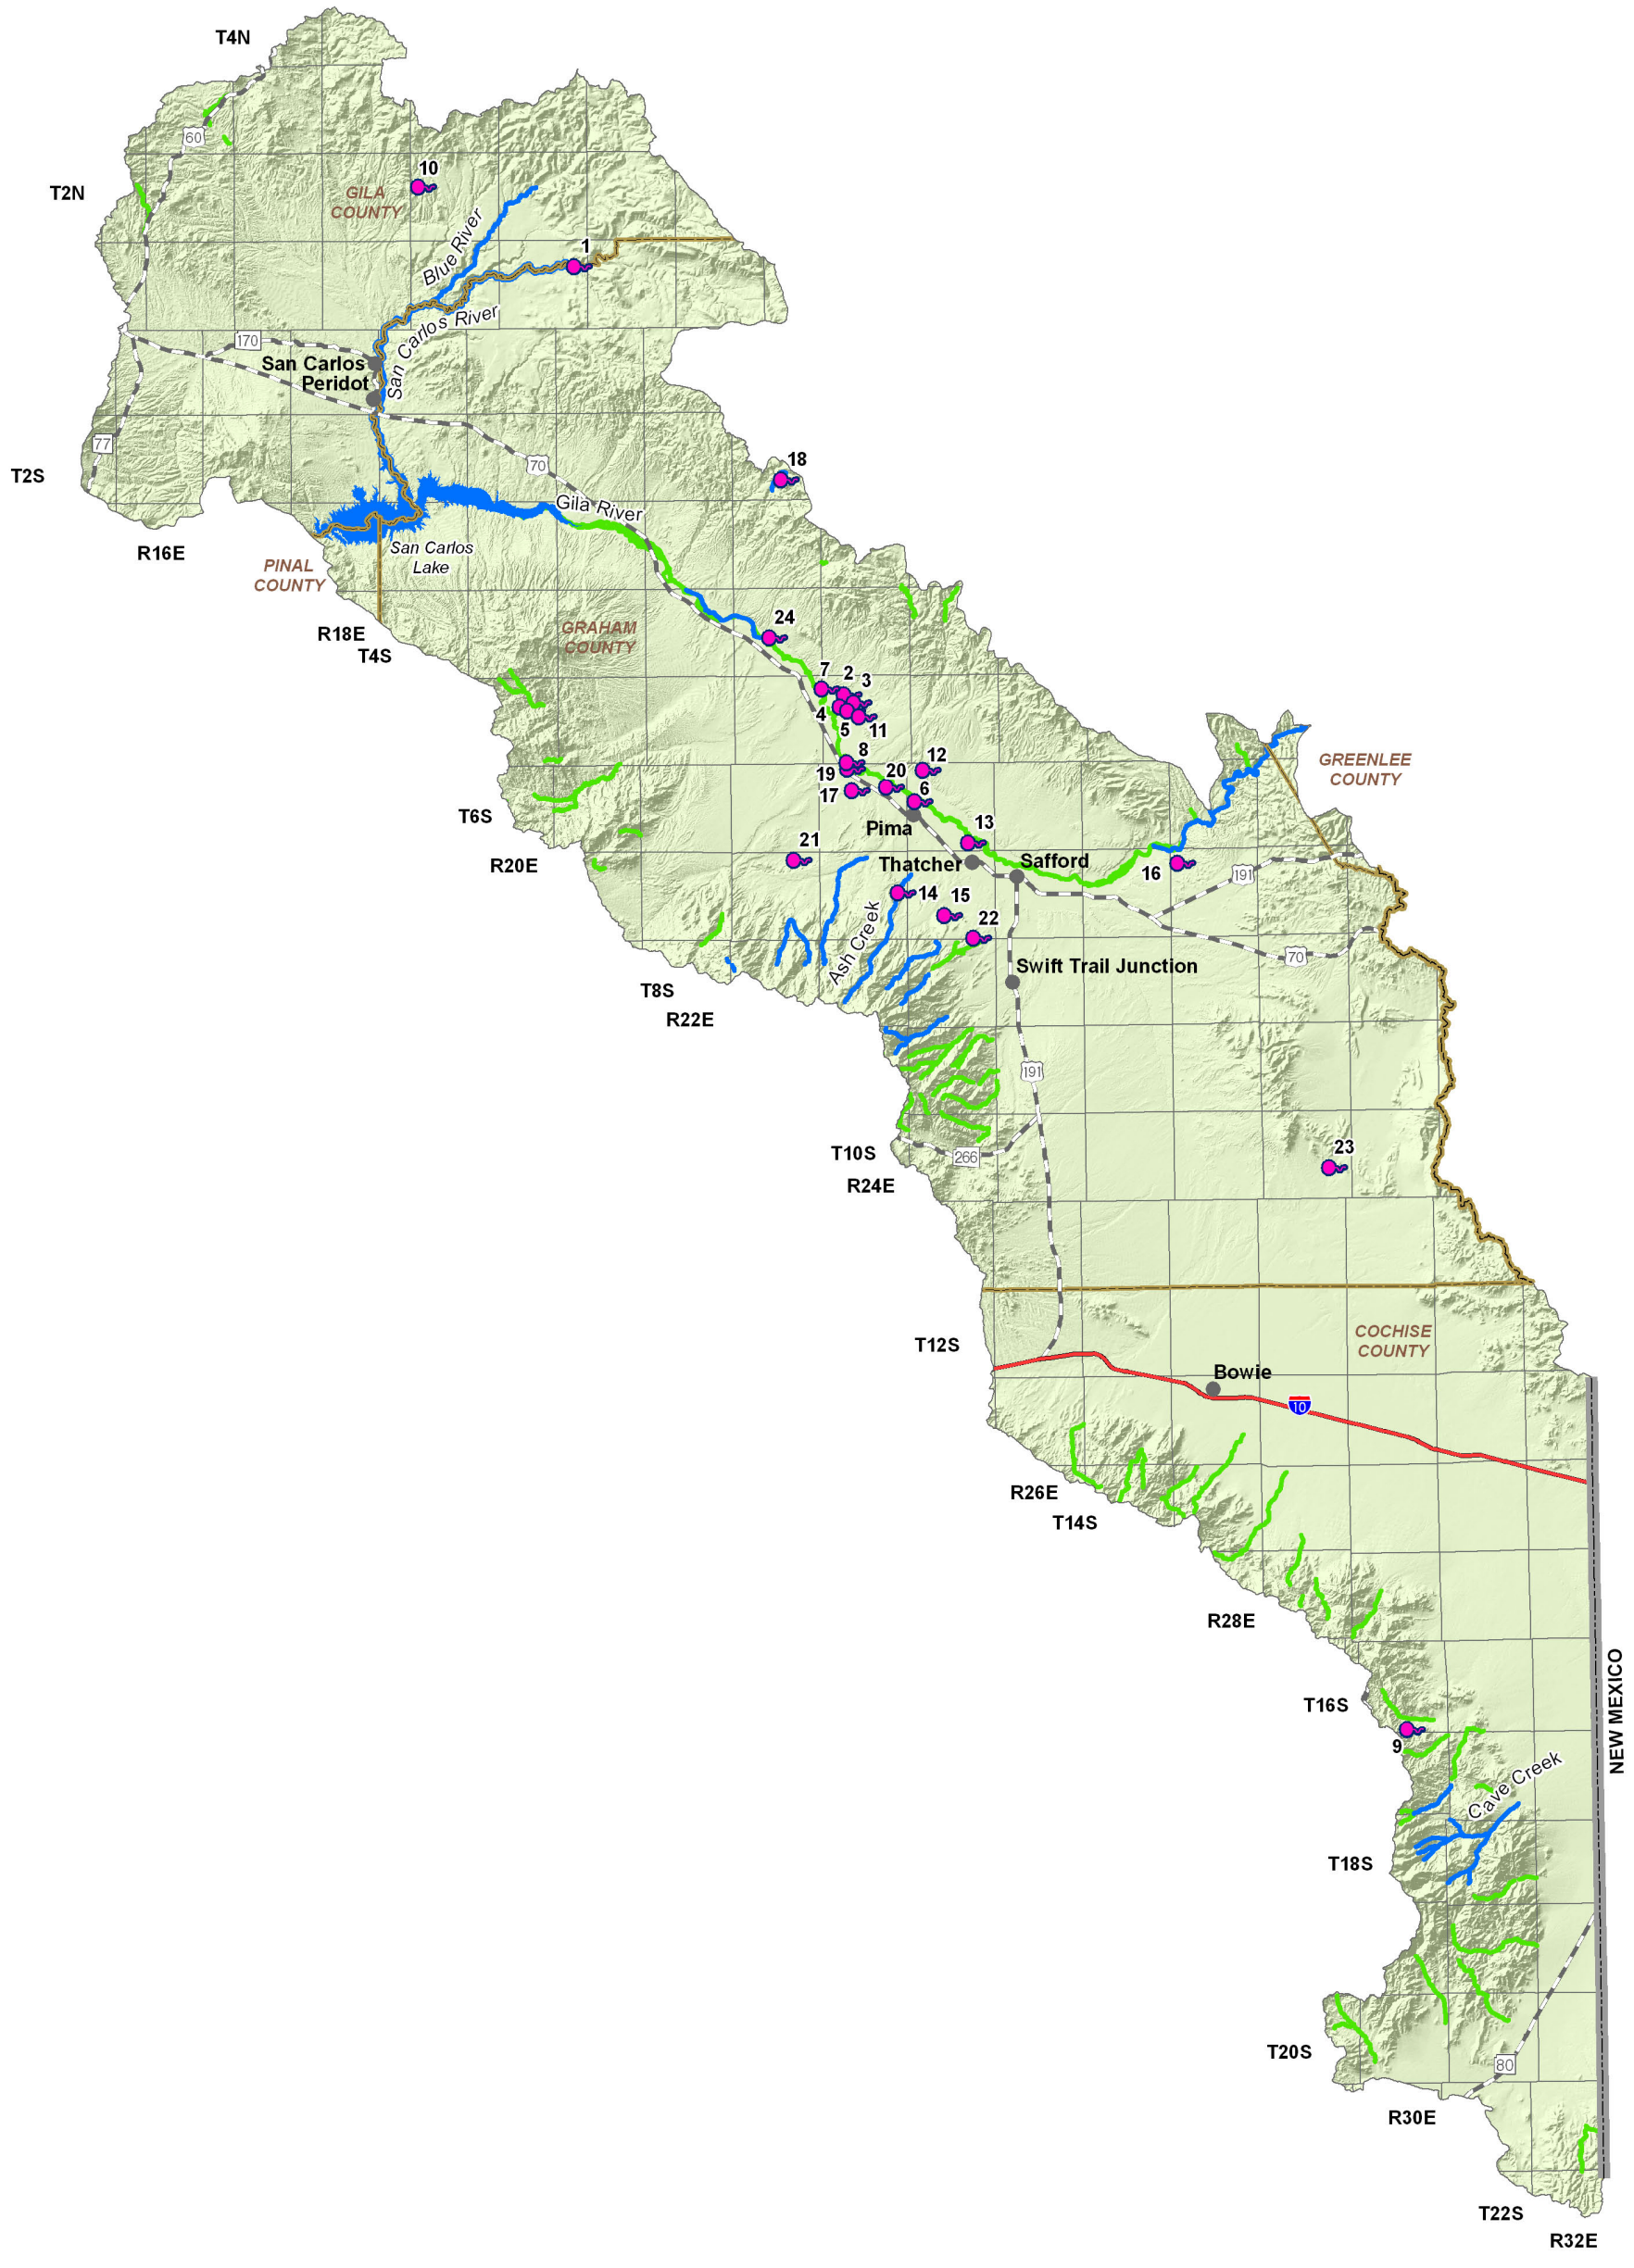 T4N
60
10
T2N
GILA
COUNTY
Blue River
1
San Carlos River
170
San Carlos
Peridot
77
70
18
T2S
Gila River
R16E
San Carlos
Lake
PINAL
COUNTY
24
R18E
GRAHAM
COUNTY
T4S
7
2
3
4
5
11
8
12
GREENLEE
COUNTY
19
20
17
6
T6S
Pima
13
21
R20E
Thatcher
Safford
16
191
14
15
22
Ash Creek
70
Swift Trail Junction
T8S
R22E
191
T10S
266
23
R24E
COCHISE
COUNTY
T12S
Bowie
10
R26E
T14S
R28E
NEW MEXICO
T16S
9
Cave Creek
T18S
T20S
80
R30E
T22S
R32E